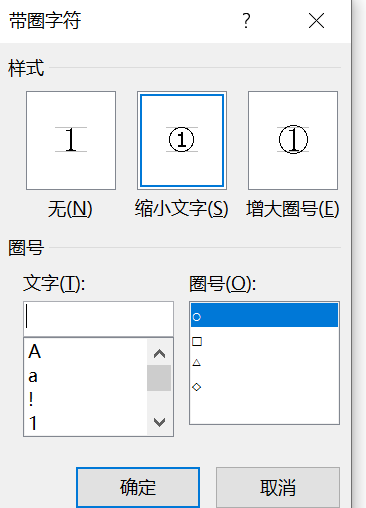 带圈字符 ?
样式
1 ① ①
无(N) 缩小文字(S) 增大圈号(E)
圈号
文字(T): 圈号(O):
○
A □
a △
! ◇
1
确定 取消